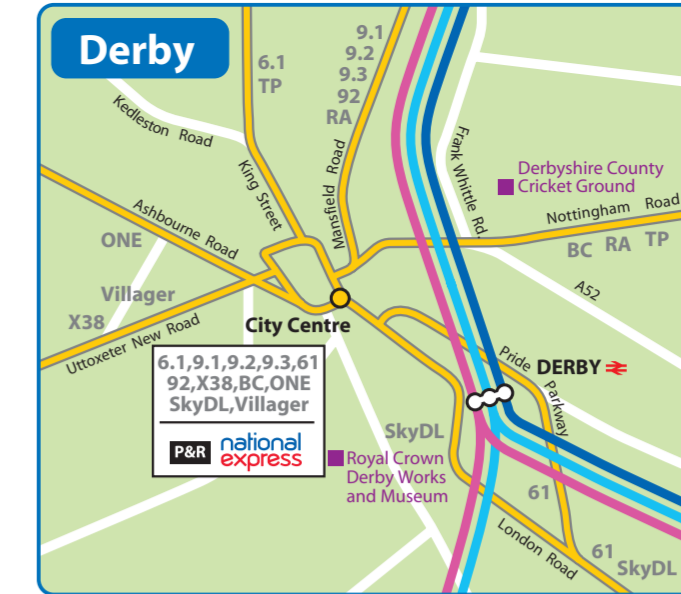 Derby
6.1
TP
9.1
9.2
9.3
92
RA
Kedleston Road
King Street
Mansfield Road
Frank Whittle Rd.
Derbyshire County
Cricket Ground
Nottingham Road
BC RA TP
Ashbourne Road
ONE
Villager
X38
Uttoxeter New Road
City Centre
A52
6.1,9.1,9.2,9.3,61
92,X38,BC,ONE
SkyDL,Villager
P&R national
express
Pride Parkway
DERBY
SkyDL
Royal Crown
Derby Works
and Museum
61
London Road
61
SkyDL